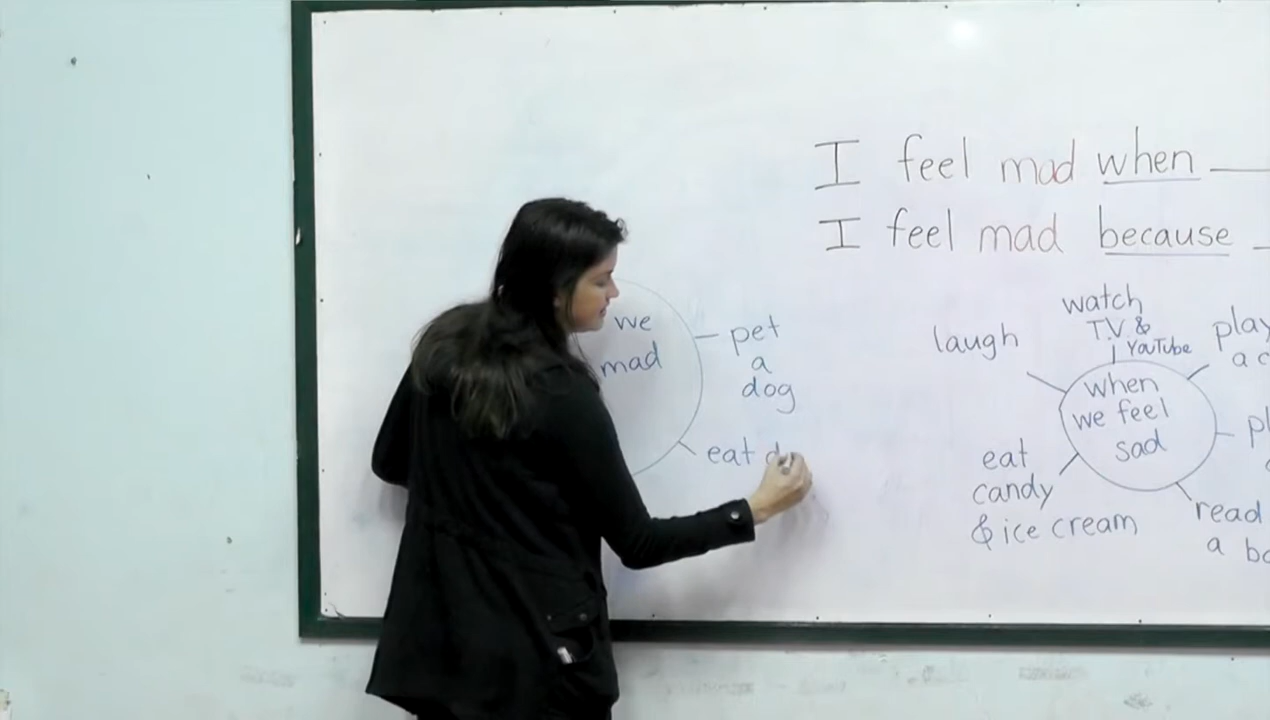 I feel mad when
I feel mad because
we
mad
pet
a
dog
eat
laugh
watch
T.V. &
YouTube
play
a
when
we feel
sad
eat
candy
& ice cream
read
a